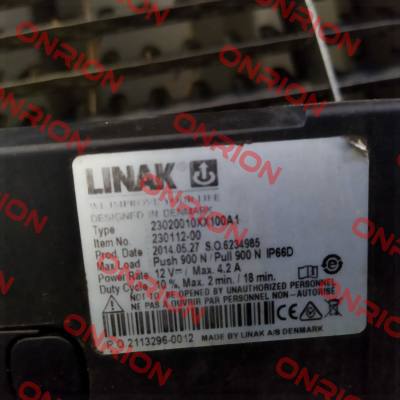 LINAK
WE IMPROVE YOUR LIFE
DESIGNED IN DENMARK
Type 23020010XX100A1
Item No. 230112-00
Prod Date 2014.05.27 S.O.6234985
Max Load Push 900 N / Pull 900 N IP66D
Power Rate 12 V⎓ / Max. 4.2 A
Duty Cycle 10 %, Max. 2 min. / 18 min.
NOT TO BE OPENED BY UNAUTHORIZED PERSONNEL
NE PAS OUVRIR - PERSONNEL NON-AUTORISÉ
P.O 2113296-0012 MADE BY LINAK A/S DENMARK
ONRION
ONRION
ONRION
ONRION
ONRION
ONRION
ONRION
ONRION
ONRION
ONRION